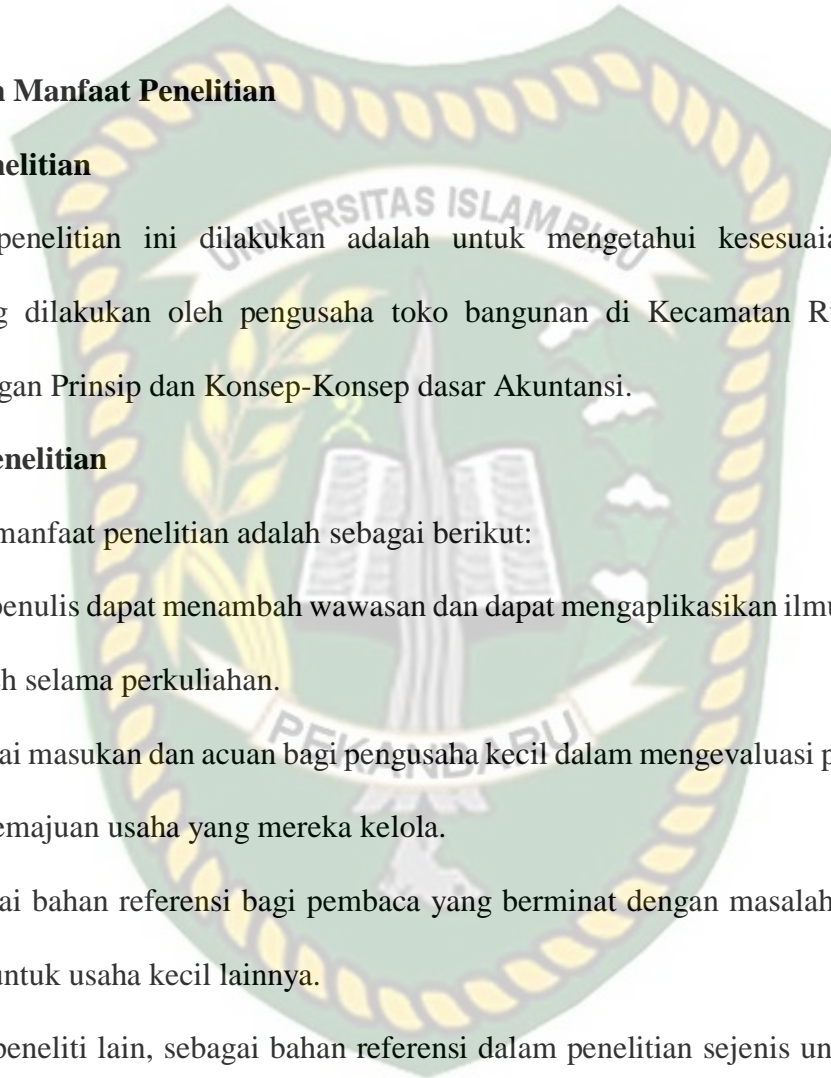 n Manfaat Penelitian
nelitian
UNIVERSITAS ISLAM RIAU
penelitian ini dilakukan adalah untuk mengetahui kesesuaia
g dilakukan oleh pengusaha toko bangunan di Kecamatan R
gan Prinsip dan Konsep-Konsep dasar Akuntansi.
enelitian
manfaat penelitian adalah sebagai berikut:
penulis dapat menambah wawasan dan dapat mengaplikasikan ilmu
h selama perkuliahan.
PEKANBARU
ai masukan dan acuan bagi pengusaha kecil dalam mengevaluasi p
emajuan usaha yang mereka kelola.
ai bahan referensi bagi pembaca yang berminat dengan masalah
untuk usaha kecil lainnya.
peneliti lain, sebagai bahan referensi dalam penelitian sejenis un